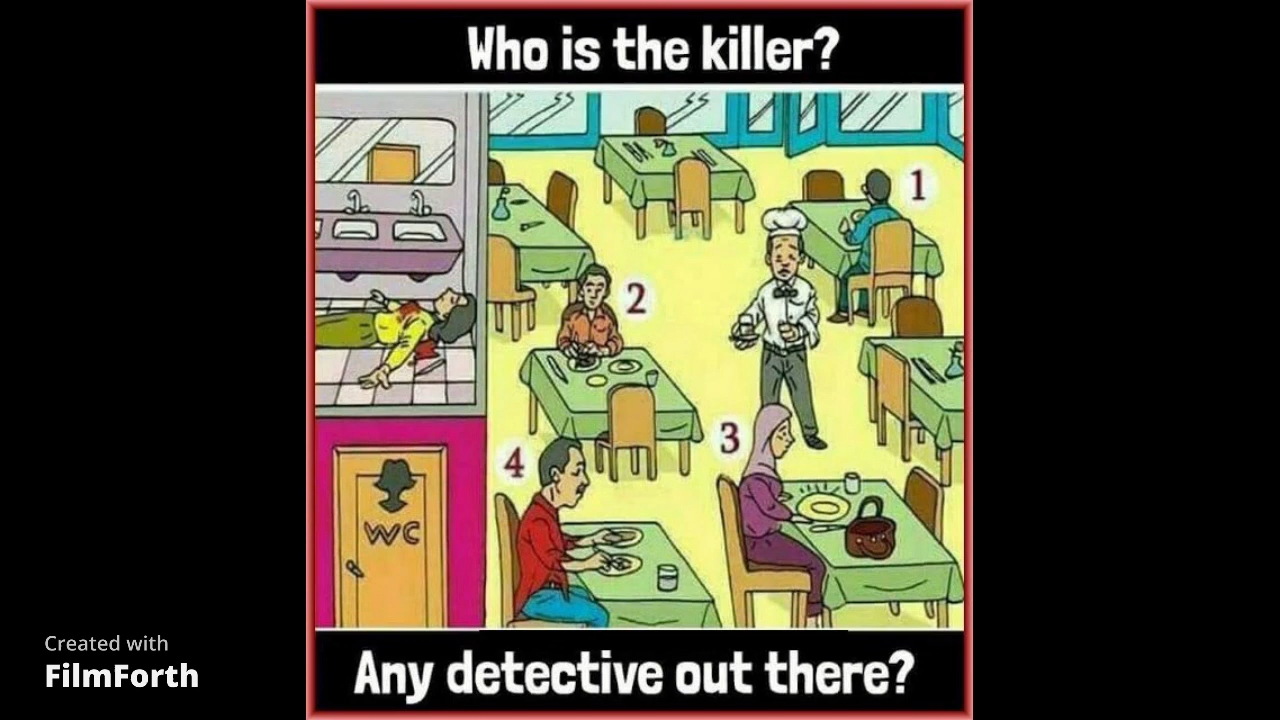 Who is the killer?
1
2
3
4
WC
Any detective out there?
Created with
FilmForth